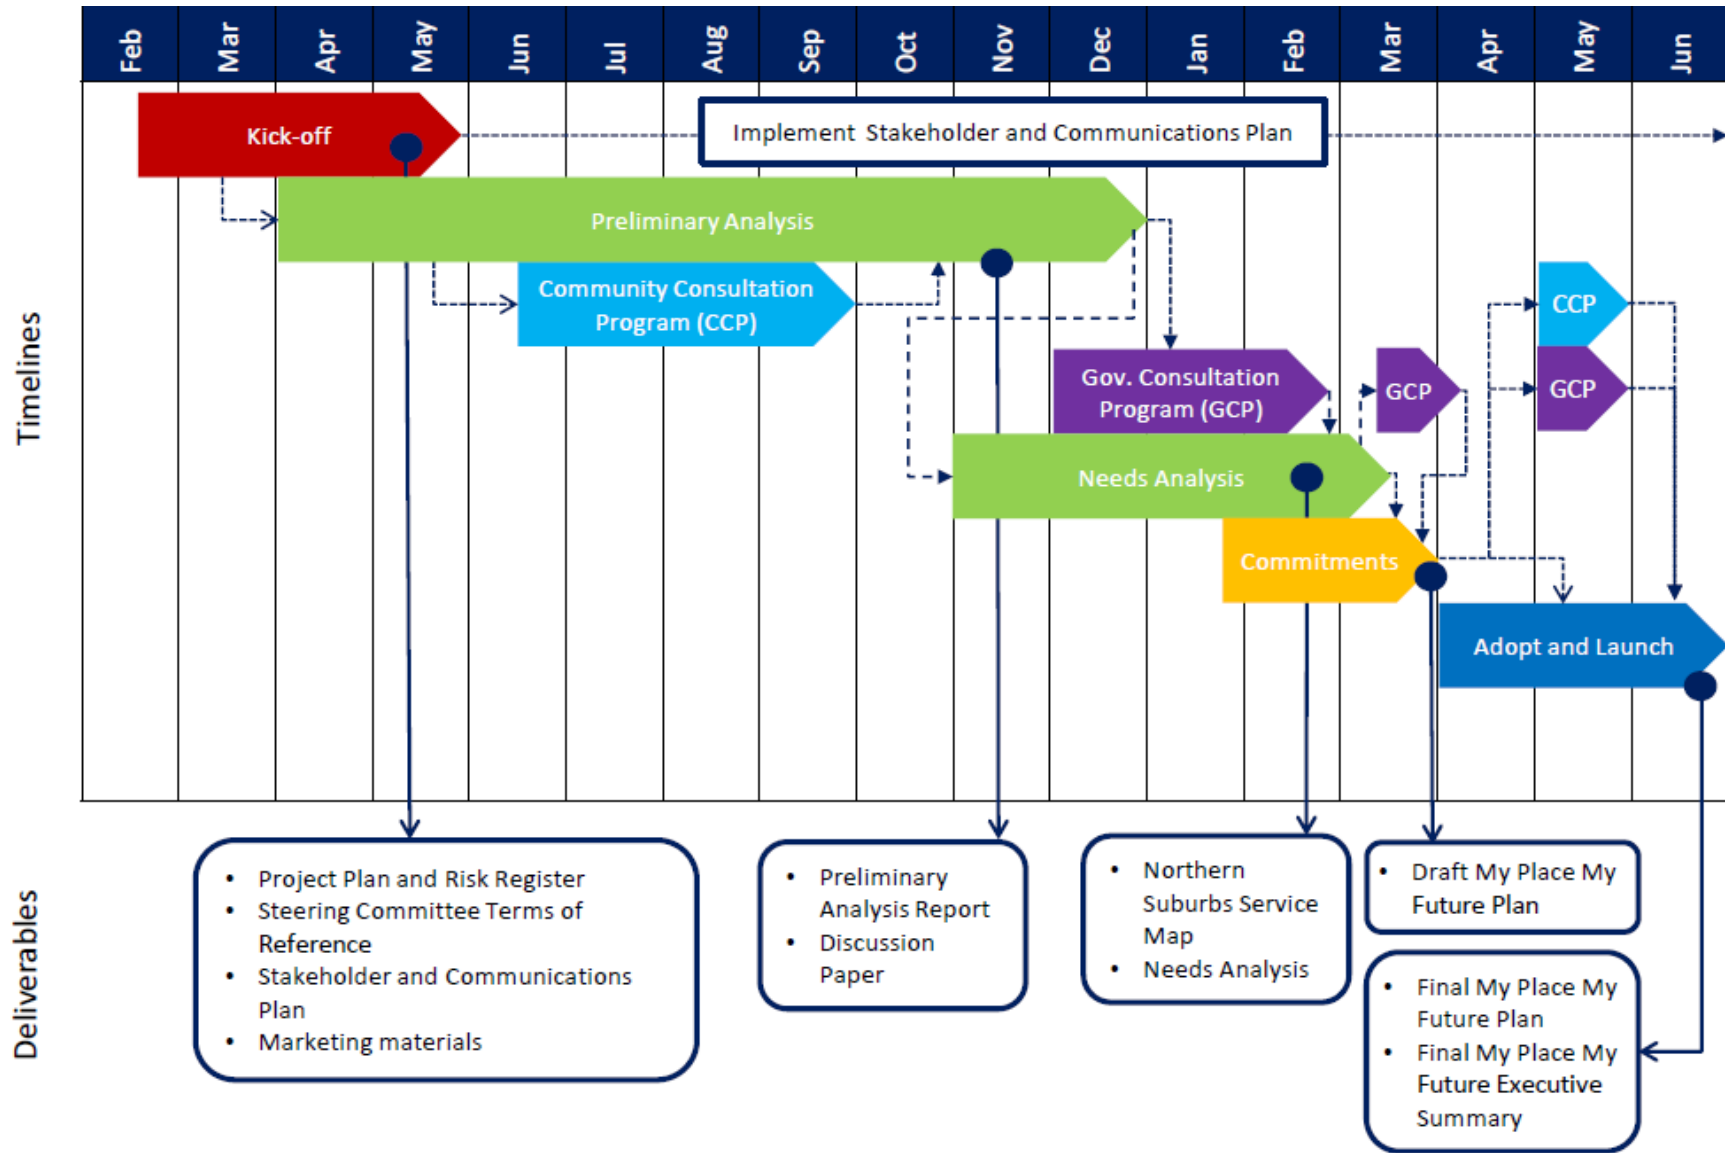 Feb
Mar
Apr
May
Jun
Jul
Aug
Sep
Oct
Nov
Dec
Jan
Feb
Mar
Apr
May
Jun
Timelines
Kick-off
Implement Stakeholder and Communications Plan
Preliminary Analysis
Community Consultation
Program (CCP)
CCP
Gov. Consultation
Program (GCP)
GCP
GCP
Needs Analysis
Commitments
Adopt and Launch
Deliverables
• Project Plan and Risk Register
• Steering Committee Terms of
Reference
• Stakeholder and Communications
Plan
• Marketing materials
• Preliminary
Analysis Report
• Discussion
Paper
• Northern
Suburbs Service
Map
• Needs Analysis
• Draft My Place My
Future Plan
• Final My Place My
Future Plan
• Final My Place My
Future Executive
Summary